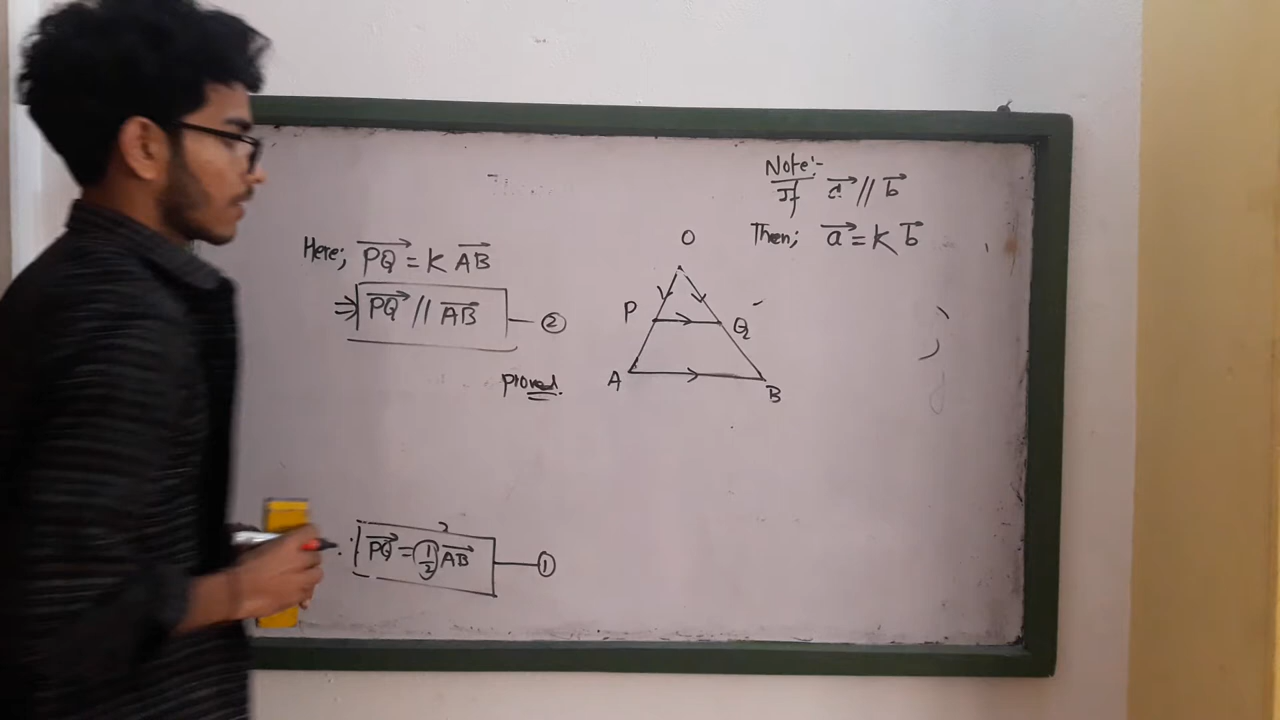 Note:-
If a⃗ // b⃗
Then; a⃗ = K b⃗
Here; PQ⃗ = K AB⃗
⇒ PQ⃗ // AB⃗ — ②
proved.
O
P
Q
A
B
∴ PQ⃗ = 1/2 AB⃗ — ①